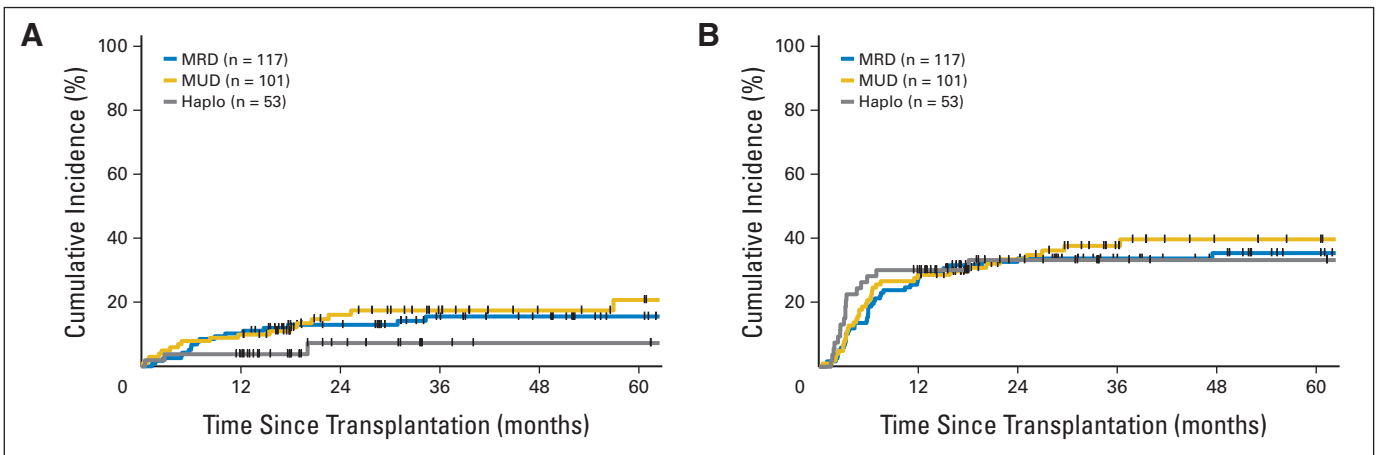 A
Cumulative Incidence (%)
100
80
60
40
20
0
12
24
36
48
60
MRD (n = 117)
MUD (n = 101)
Haplo (n = 53)
Time Since Transplantation (months)
B
Cumulative Incidence (%)
100
80
60
40
20
0
12
24
36
48
60
MRD (n = 117)
MUD (n = 101)
Haplo (n = 53)
Time Since Transplantation (months)